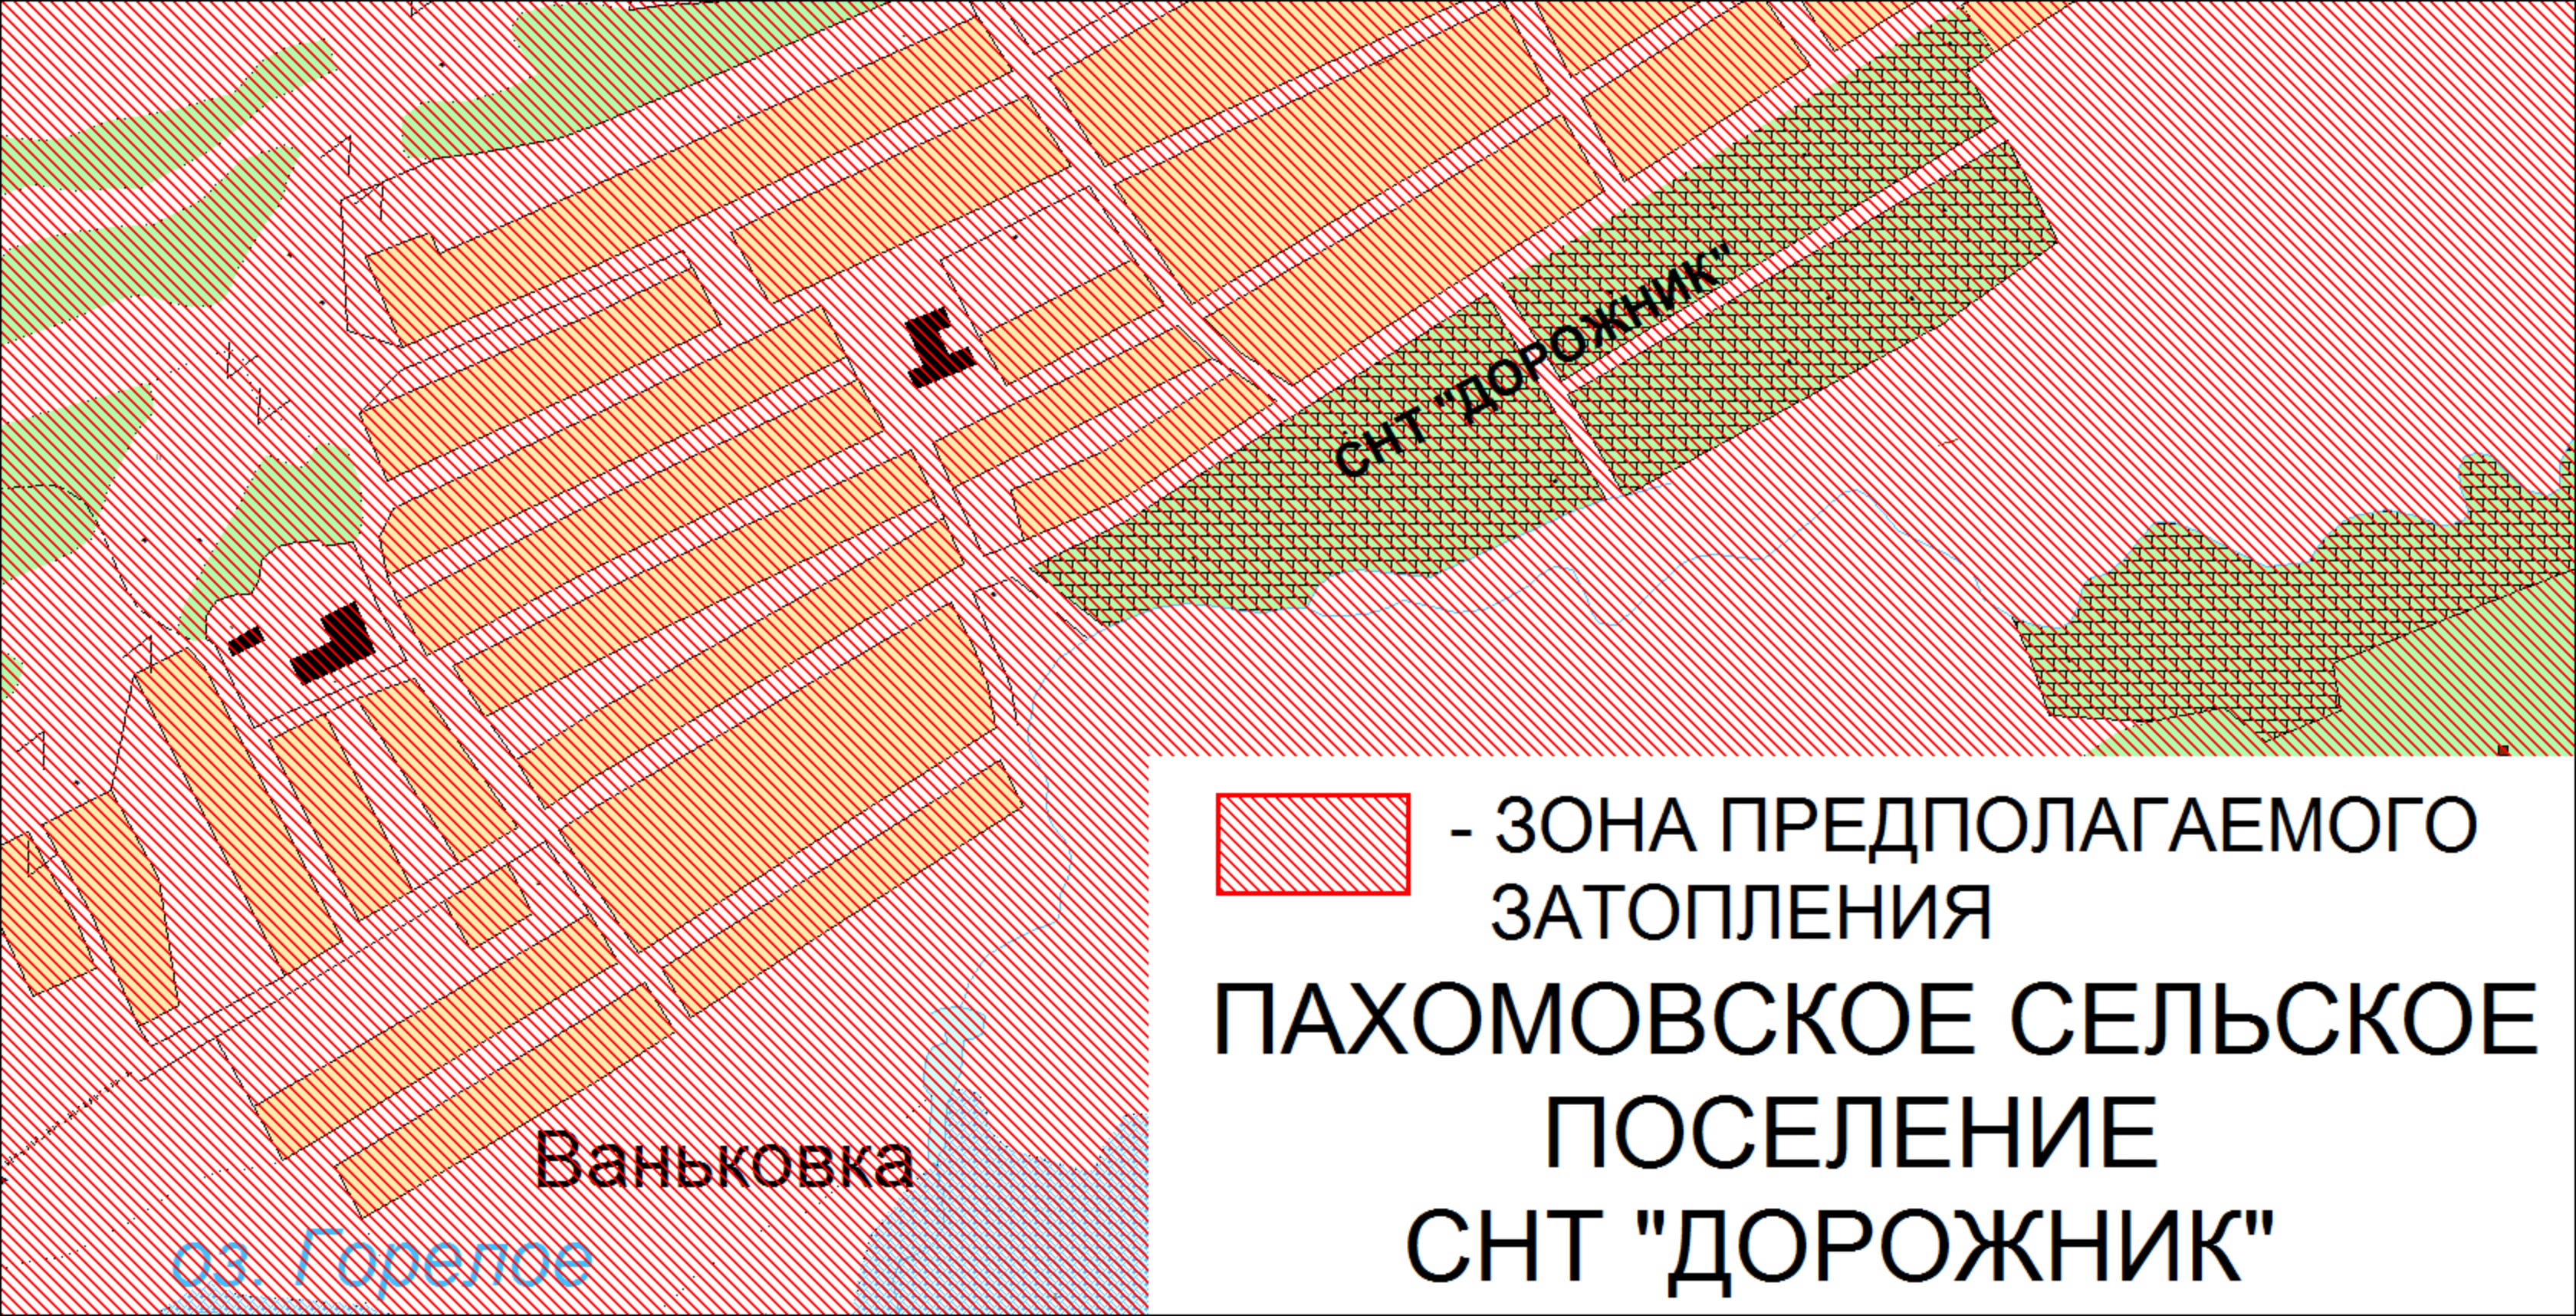 СНТ "ДОРОЖНИК"
Ваньковка
оз. Горелое
- ЗОНА ПРЕДПОЛАГАЕМОГО
ЗАТОПЛЕНИЯ
ПАХОМОВСКОЕ СЕЛЬСКОЕ
ПОСЕЛЕНИЕ
СНТ "ДОРОЖНИК"